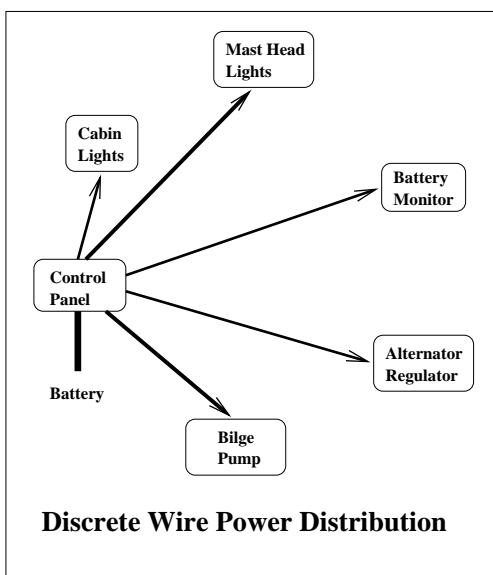 Mast Head
Lights
Cabin
Lights
Battery
Monitor
Control
Panel
Alternator
Regulator
Battery
Bilge
Pump
Discrete Wire Power Distribution